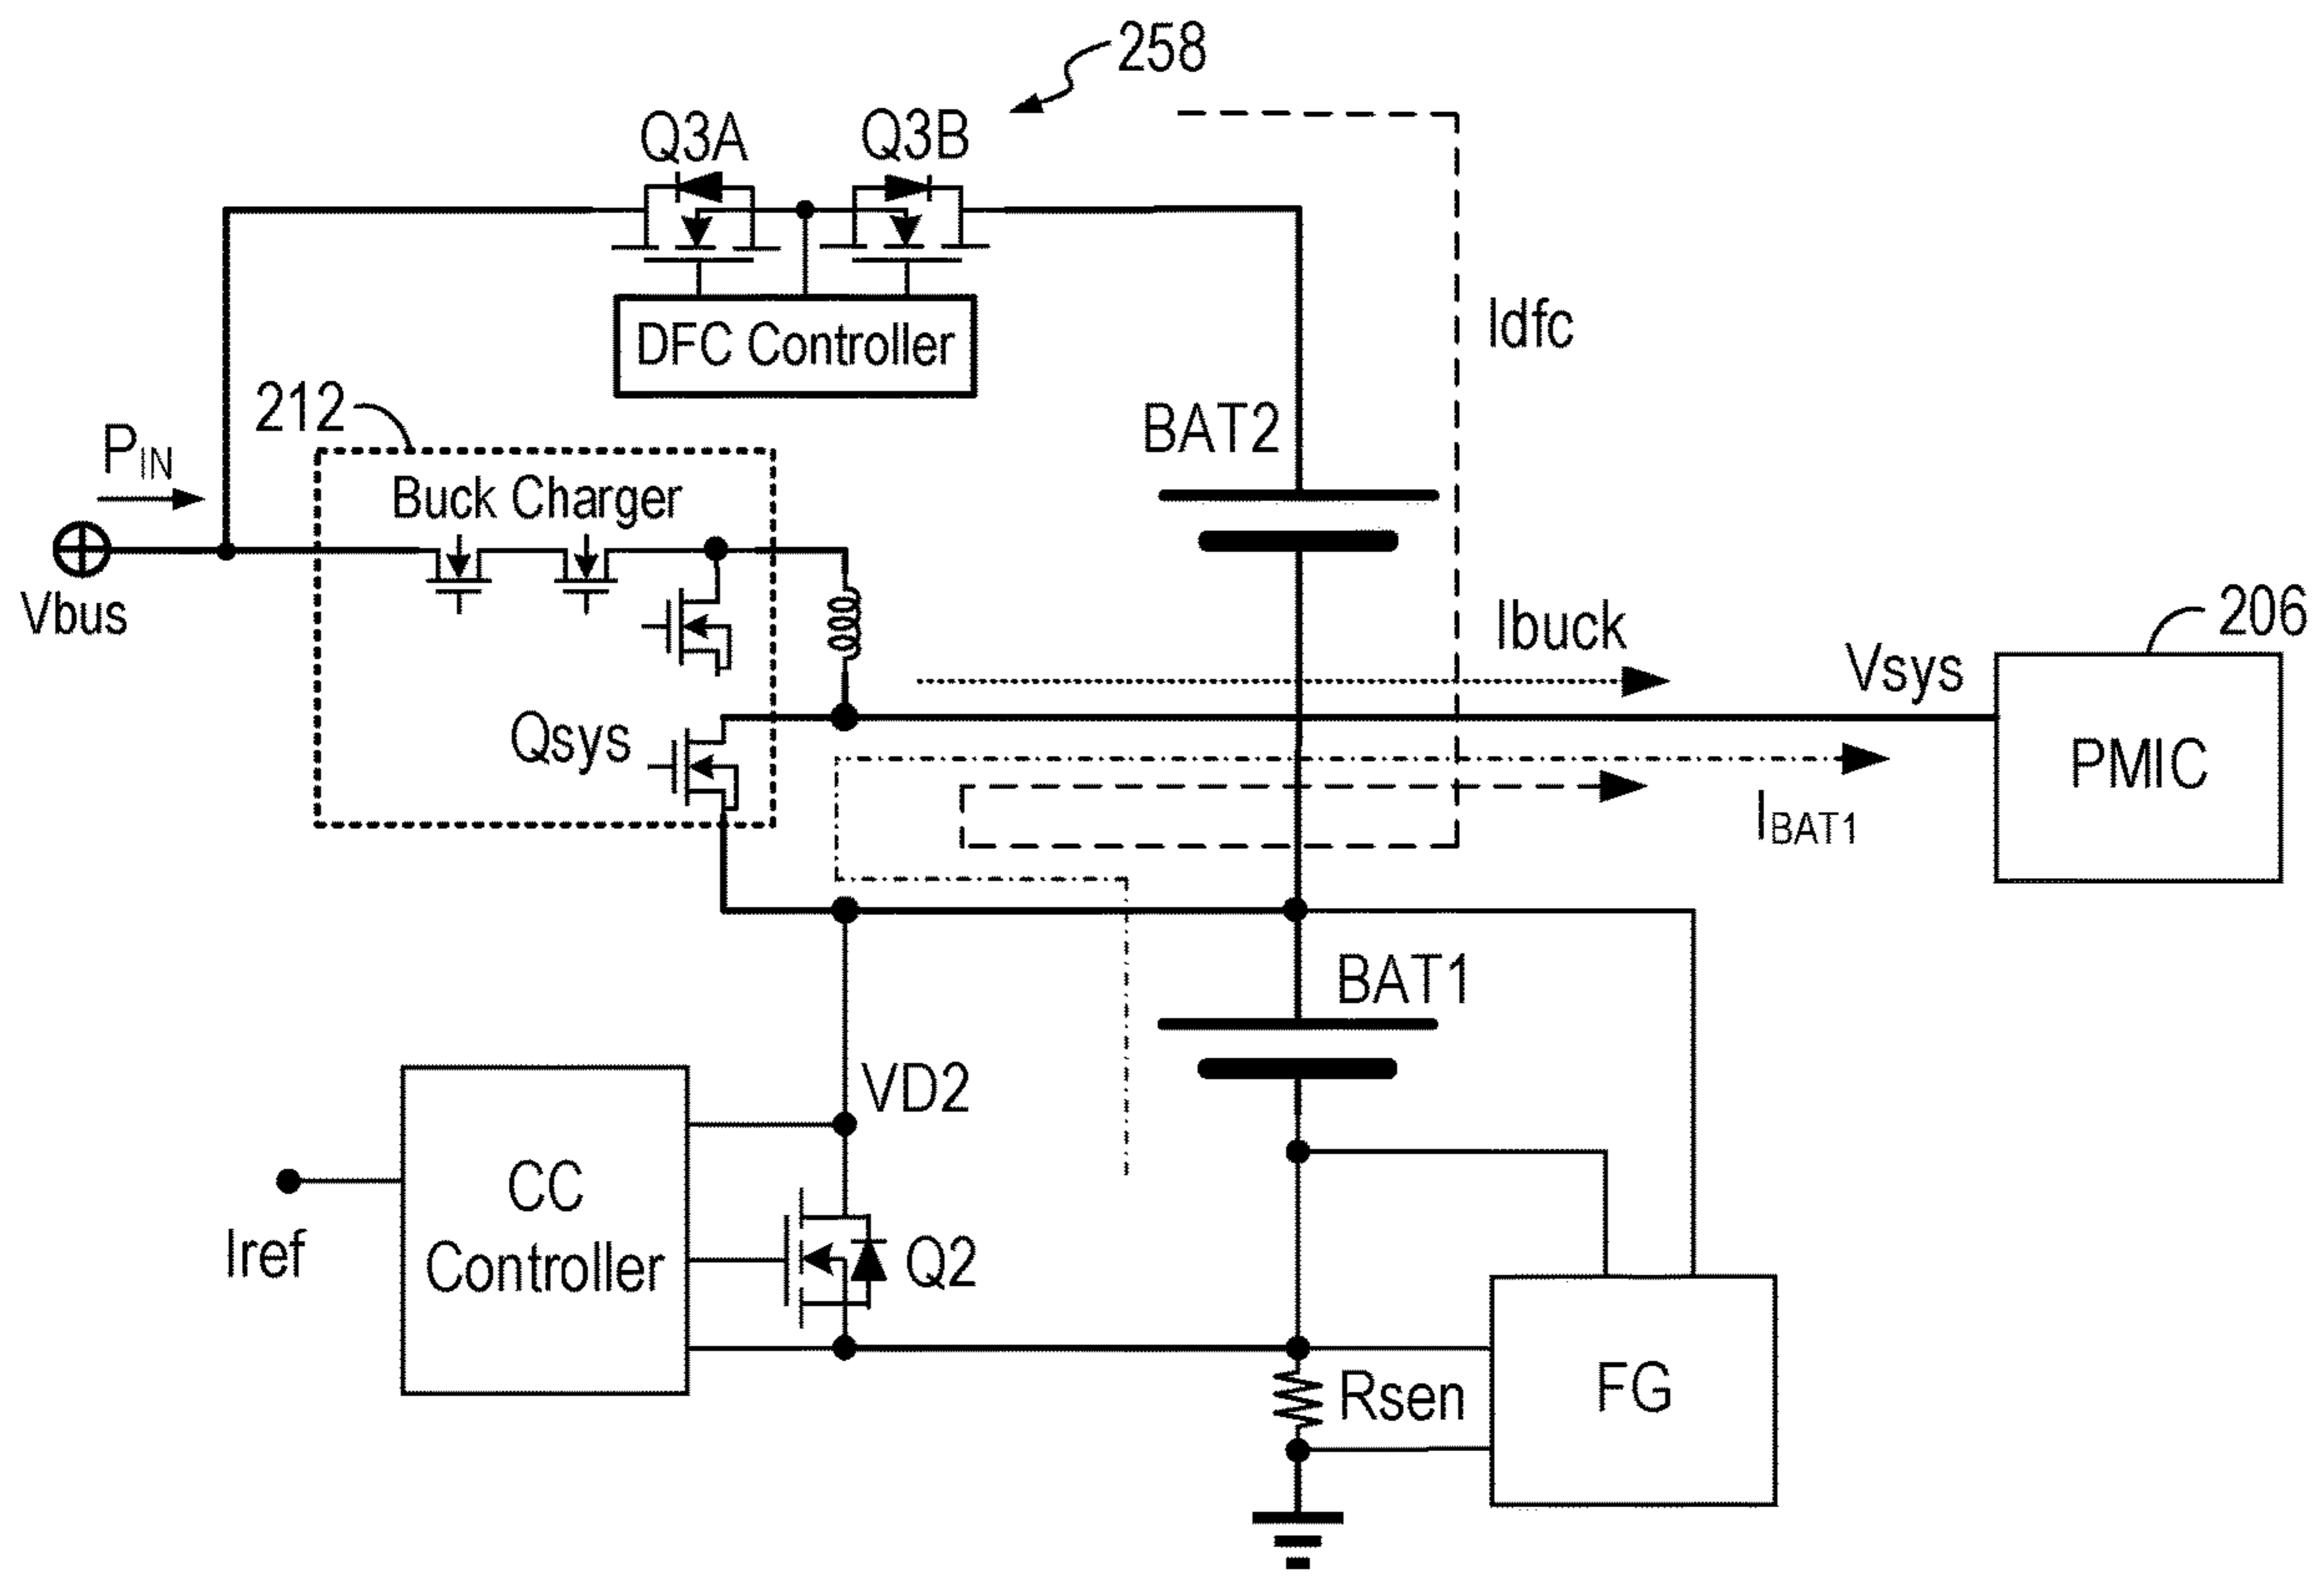 258
Q3A
Q3B
DFC Controller
Idfc
212
PIN
Buck Charger
BAT2
Vbus
Ibuck
206
Vsys
Qsys
PMIC
IBAT1
BAT1
VD2
CC
Controller
Iref
Q2
Rsen
FG